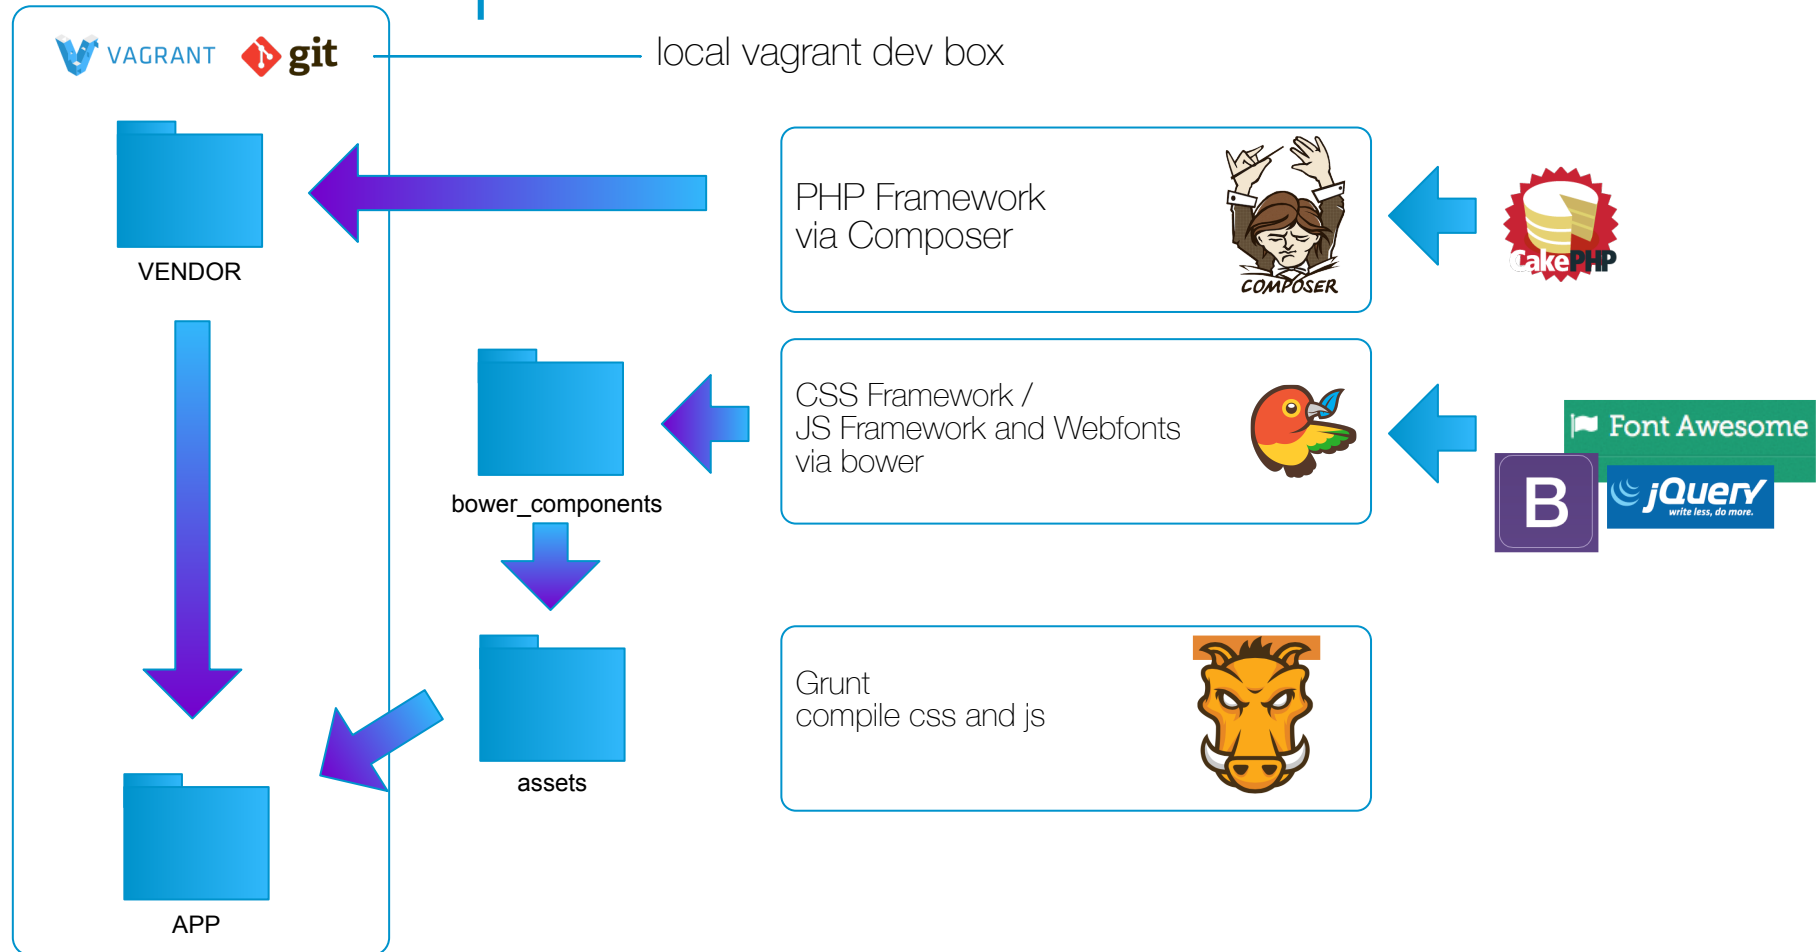 VAGRANT
git
local vagrant dev box
VENDOR
PHP Framework
via Composer
COMPOSER
CakePHP
bower_components
CSS Framework /
JS Framework and Webfonts
via bower
Font Awesome
B
jQuery
write less, do more.
assets
Grunt
compile css and js
APP